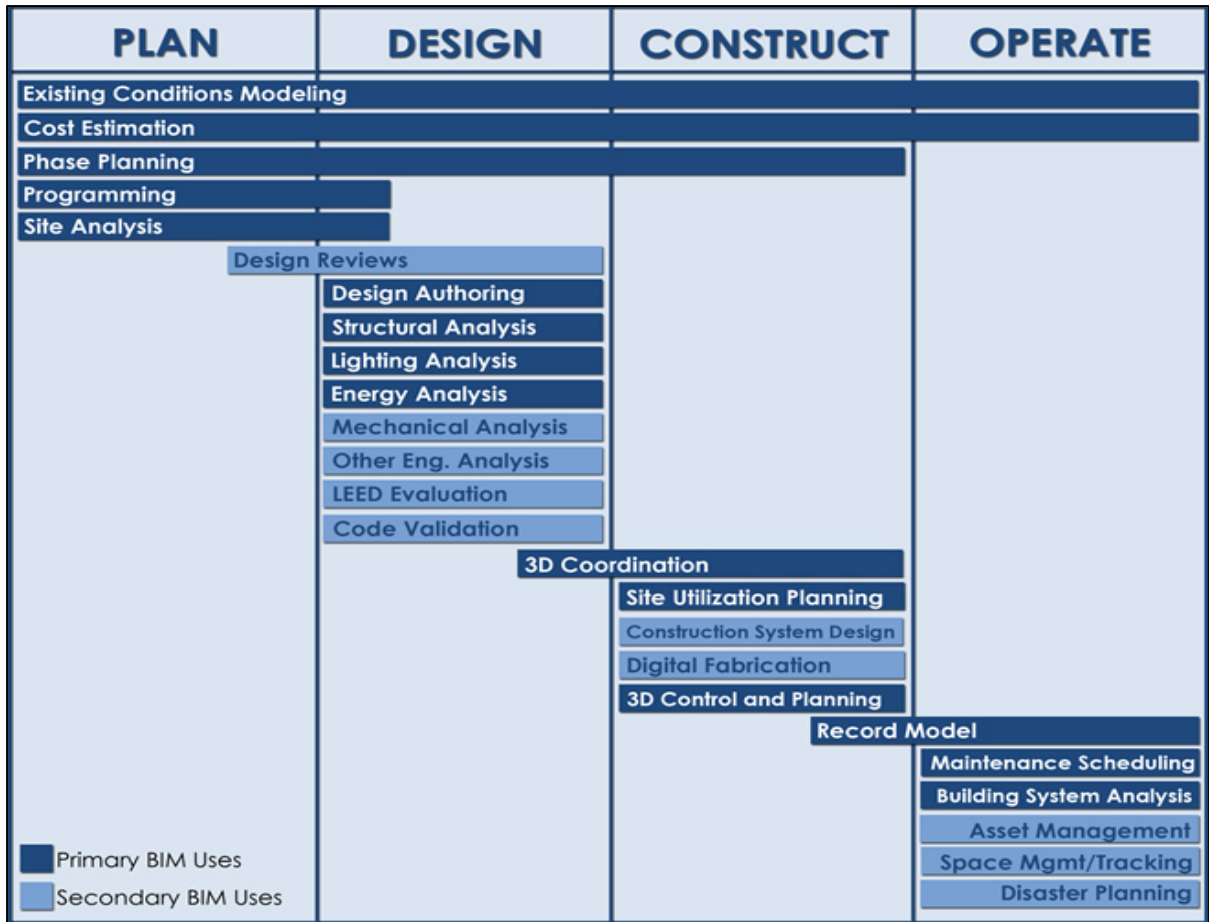 PLAN
DESIGN
CONSTRUCT
OPERATE
Existing Conditions Modeling
Cost Estimation
Phase Planning
Programming
Site Analysis
Design Reviews
Design Authoring
Structural Analysis
Lighting Analysis
Energy Analysis
Mechanical Analysis
Other Eng. Analysis
LEED Evaluation
Code Validation
3D Coordination
Site Utilization Planning
Construction System Design
Digital Fabrication
3D Control and Planning
Record Model
Maintenance Scheduling
Building System Analysis
Asset Management
Space Mgmt/Tracking
Disaster Planning
Primary BIM Uses
Secondary BIM Uses